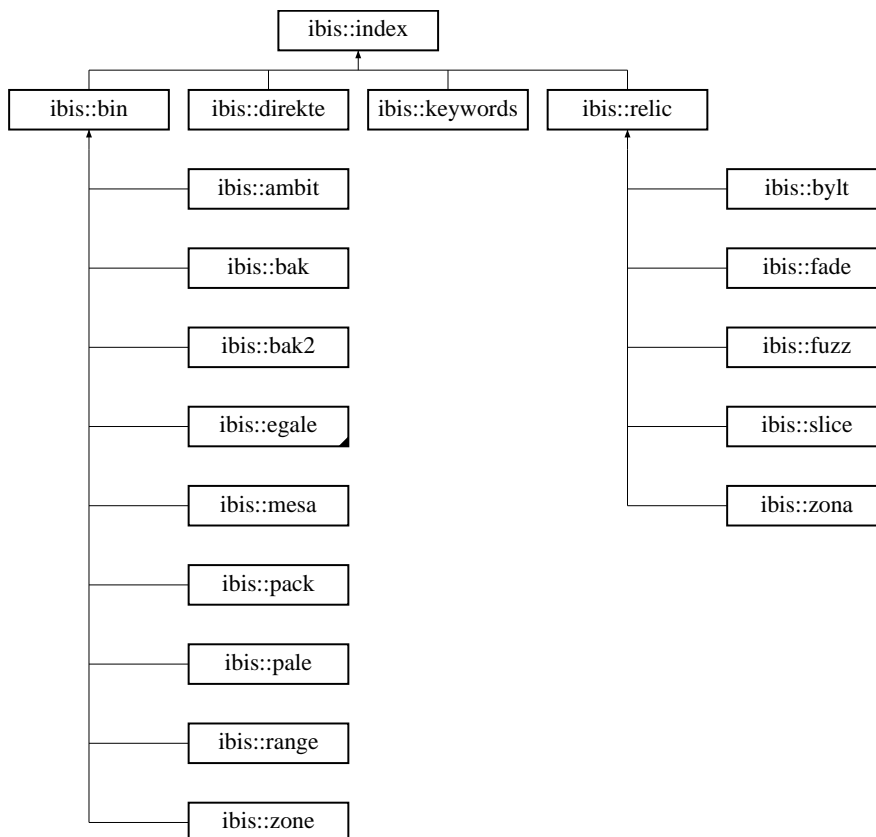 ibis::index
ibis::bin
ibis::direkte
ibis::keywords
ibis::relic
ibis::ambit
ibis::bylt
ibis::bak
ibis::fade
ibis::bak2
ibis::fuzz
ibis::egale
ibis::slice
ibis::mesa
ibis::zona
ibis::pack
ibis::pale
ibis::range
ibis::zone